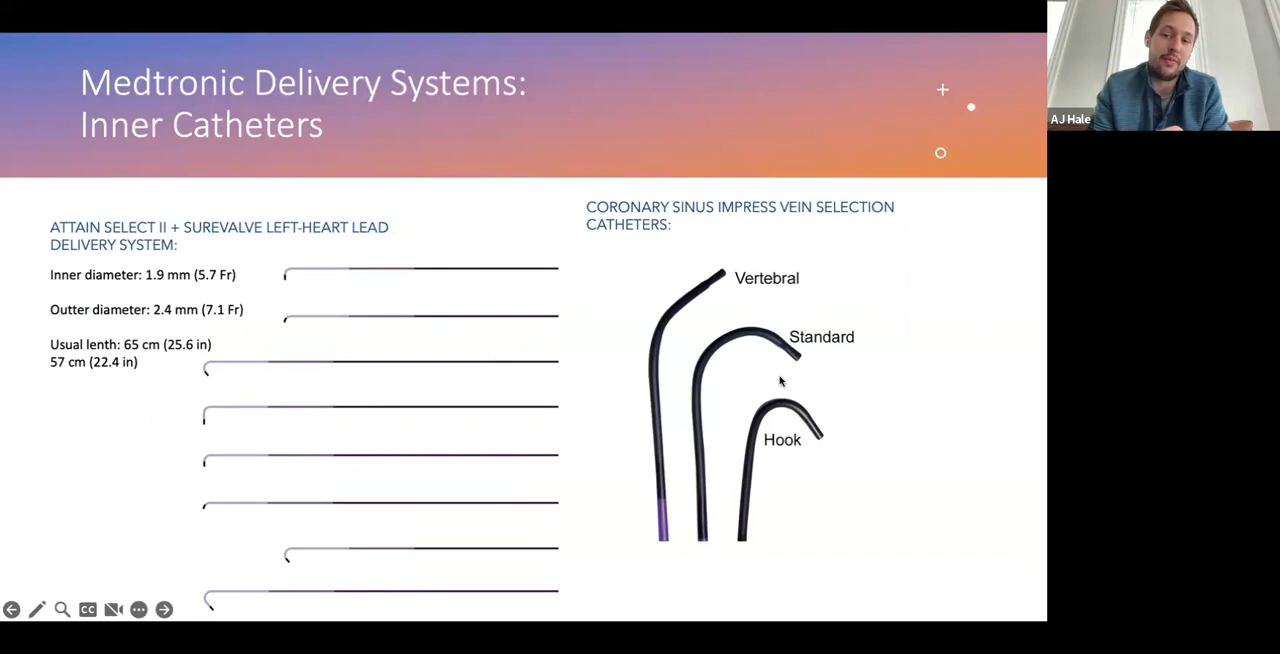 Medtronic Delivery Systems:
Inner Catheters
AJ Hale
ATTAIN SELECT II + SUREVALVE LEFT-HEART LEAD
DELIVERY SYSTEM:
Inner diameter: 1.9 mm (5.7 Fr)
Outter diameter: 2.4 mm (7.1 Fr)
Usual lenth: 65 cm (25.6 in)
57 cm (22.4 in)
CORONARY SINUS IMPRESS VEIN SELECTION
CATHETERS:
Vertebral
Standard
Hook
CC